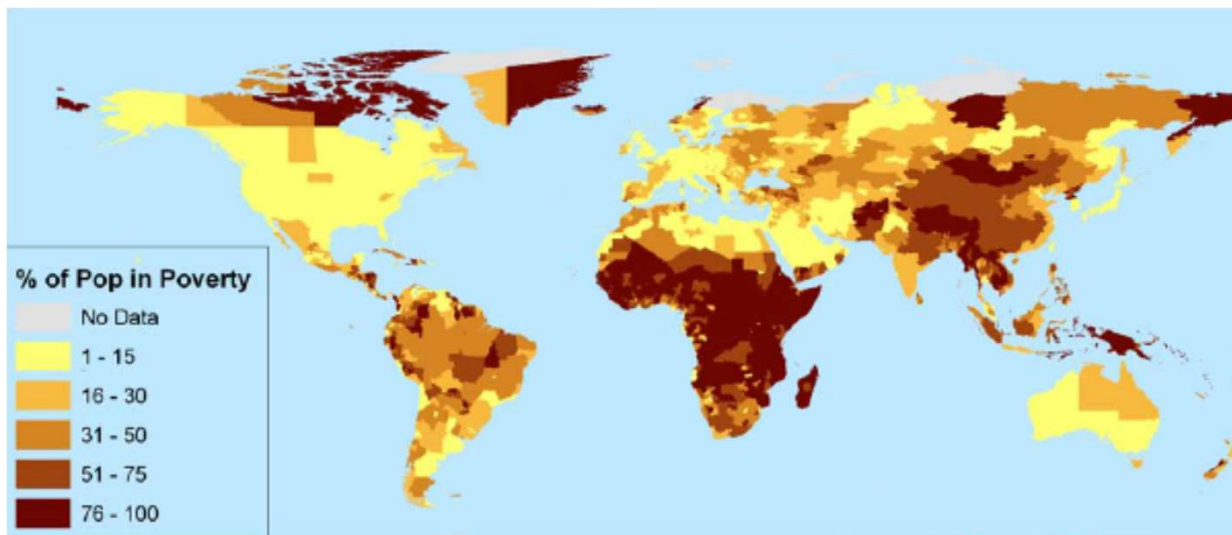 % of Pop in Poverty
No Data
1 - 15
16 - 30
31 - 50
51 - 75
76 - 100